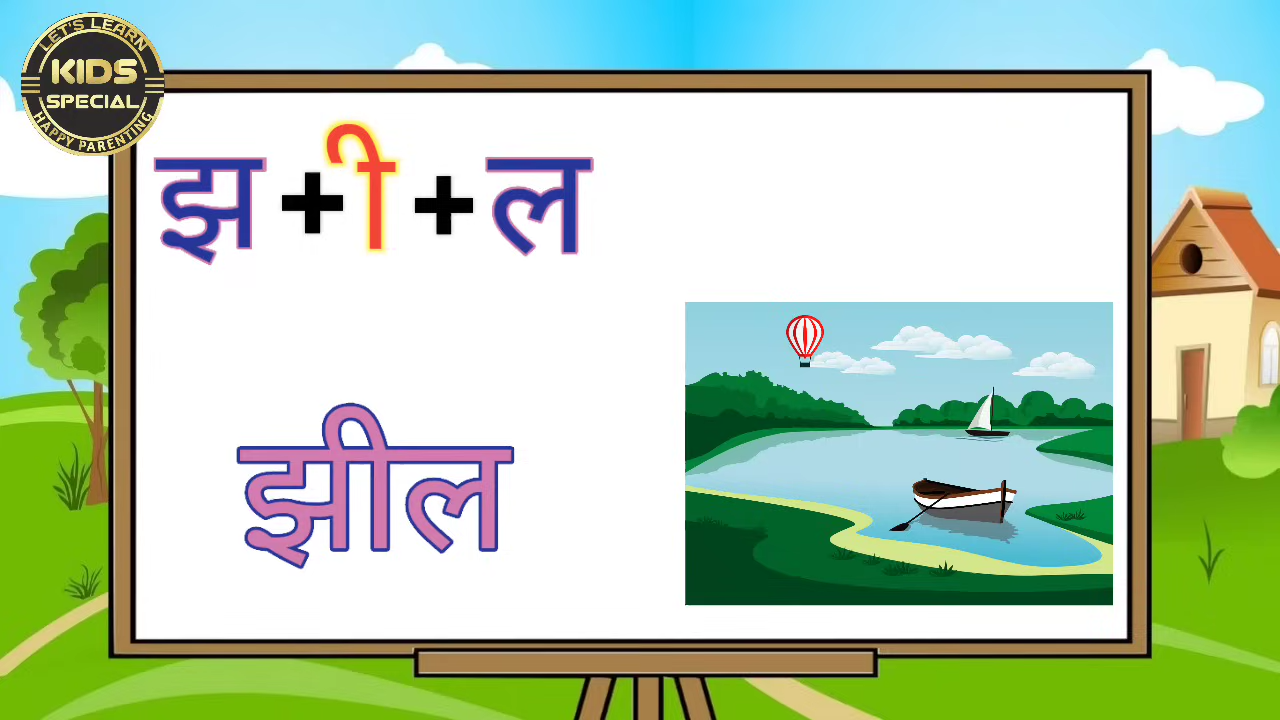 LET'S LEARN
KIDS
SPECIAL
HAPPY PARENTING
झ + ी + ल
झील